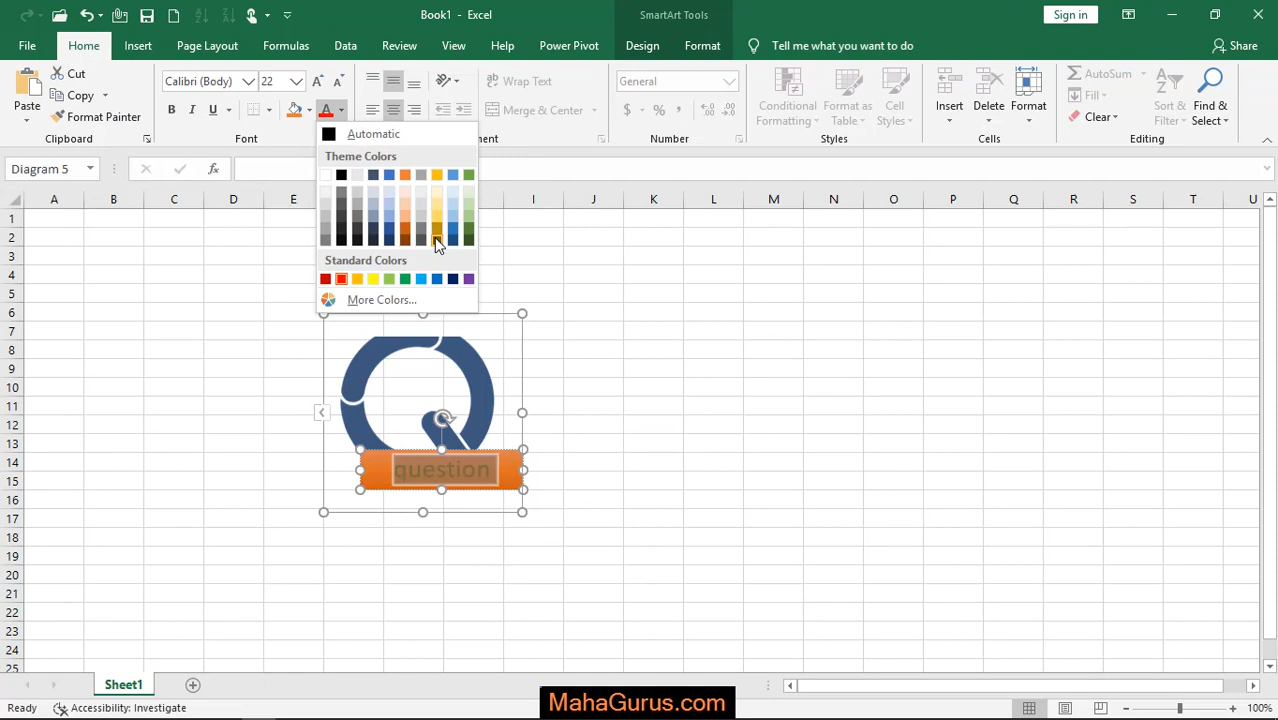 Book1 - Excel
SmartArt Tools
Sign in
File
Home
Insert
Page Layout
Formulas
Data
Review
View
Help
Power Pivot
Design
Format
Tell me what you want to do
Share
Paste
Cut
Copy
Format Painter
Clipboard
Calibri (Body)
22
B I U
A
Font
Wrap Text
Merge & Center
ment
General
$ % ,
Number
Conditional
Formatting
Format as
Table
Cell
Styles
Styles
Insert
Delete
Format
Cells
AutoSum
Fill
Clear
Sort &
Filter
Find &
Select
Editing
Diagram 5
fx
Automatic
Theme Colors
Standard Colors
More Colors...
A B C D E I J K L M N O P Q R S T U
1
2
3
4
5
6
7
8
9
10
11
12
13
14
15
16
17
18
19
20
21
22
23
24
25
question
Sheet1
Ready
Accessibility: Investigate
MahaGurus.com
100%